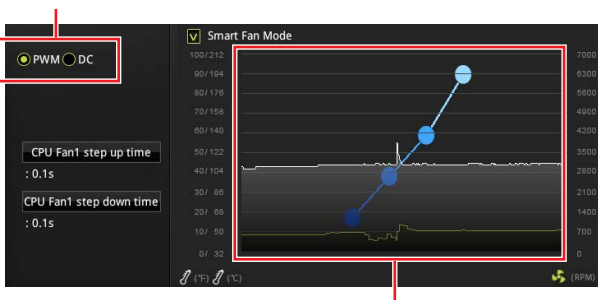 Smart Fan Mode
PWM DC
100/212 7000
90/194 6300
80/176 5600
70/158 4900
60/140 4200
50/122 3500
40/104 2800
30/ 86 2100
20/ 68 1400
10/ 50 700
0/ 32 0
CPU Fan1 step up time
: 0.1s
CPU Fan1 step down time
: 0.1s
(°F) (°C) (RPM)